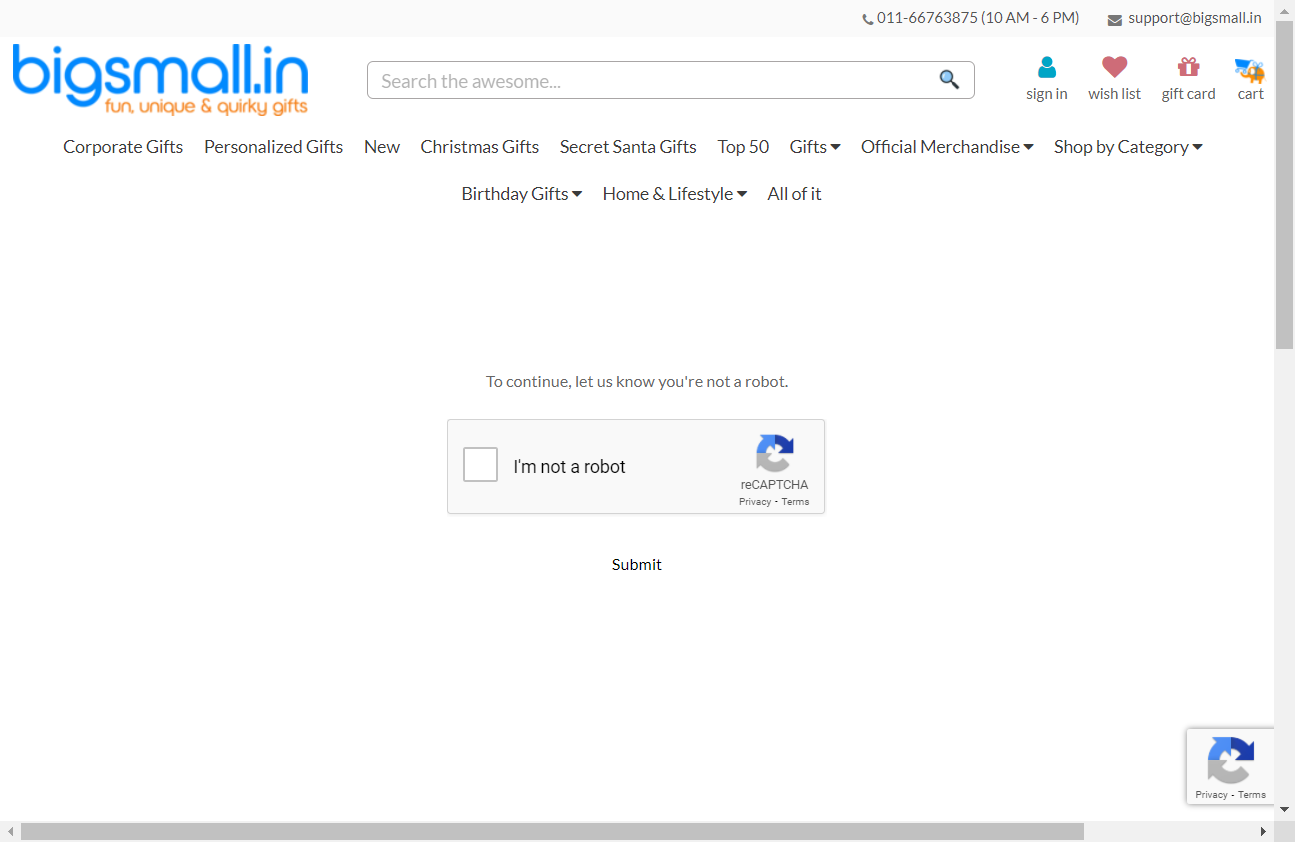 011-66763875 (10 AM - 6 PM) support@bigsmall.in
bigsmall.in
fun, unique & quirky gifts
Search the awesome...
sign in wish list gift card cart
Corporate Gifts Personalized Gifts New Christmas Gifts Secret Santa Gifts Top 50 Gifts Official Merchandise Shop by Category
Birthday Gifts Home & Lifestyle All of it
To continue, let us know you're not a robot.
I'm not a robot
reCAPTCHA
Privacy - Terms
Submit
Privacy - Terms